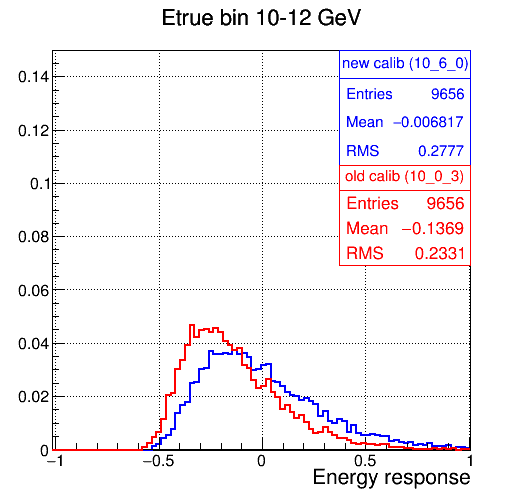 Etrue bin 10-12 GeV
new calib (10_6_0)
Entries 9656
Mean −0.006817
RMS 0.2777
old calib (10_0_3)
Entries 9656
Mean −0.1369
RMS 0.2331
0.14
0.12
0.1
0.08
0.06
0.04
0.02
0
−1 −0.5 0 0.5 1
Energy response